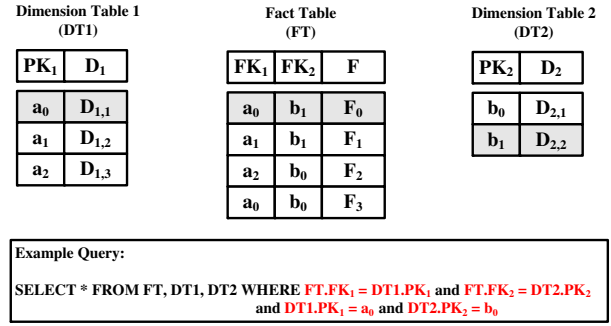 Dimension Table 1
(DT1)
Fact Table
(FT)
Dimension Table 2
(DT2)
PK₁ D₁
a₀ D₁,₁
a₁ D₁,₂
a₂ D₁,₃
FK₁ FK₂ F
a₀ b₁ F₀
a₁ b₁ F₁
a₂ b₀ F₂
a₀ b₀ F₃
PK₂ D₂
b₀ D₂,₁
b₁ D₂,₂
Example Query:
SELECT * FROM FT, DT1, DT2 WHERE FT.FK₁ = DT1.PK₁ and FT.FK₂ = DT2.PK₂
and DT1.PK₁ = a₀ and DT2.PK₂ = b₀